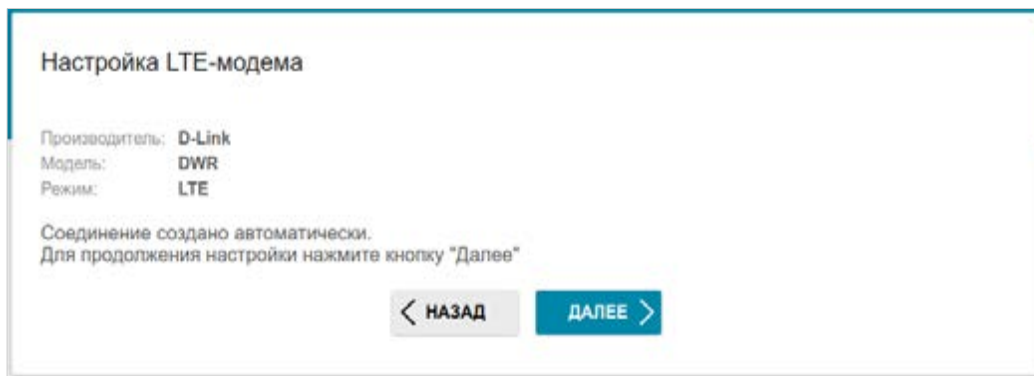 Настройка LTE-модема
Производитель: D-Link
Модель: DWR
Режим: LTE
Соединение создано автоматически.
Для продолжения настройки нажмите кнопку "Далее"
НАЗАД ДАЛЕЕ